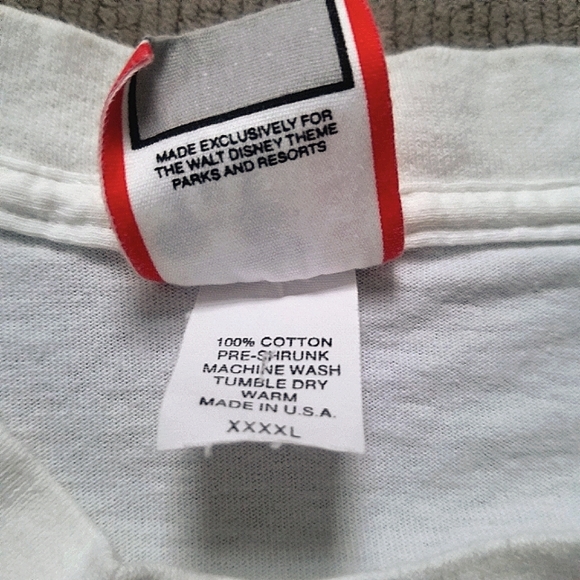 MADE EXCLUSIVELY FOR
THE WALT DISNEY THEME
PARKS AND RESORTS
100% COTTON
PRE-SHRUNK
MACHINE WASH
TUMBLE DRY
WARM
MADE IN U.S.A.
XXXXL